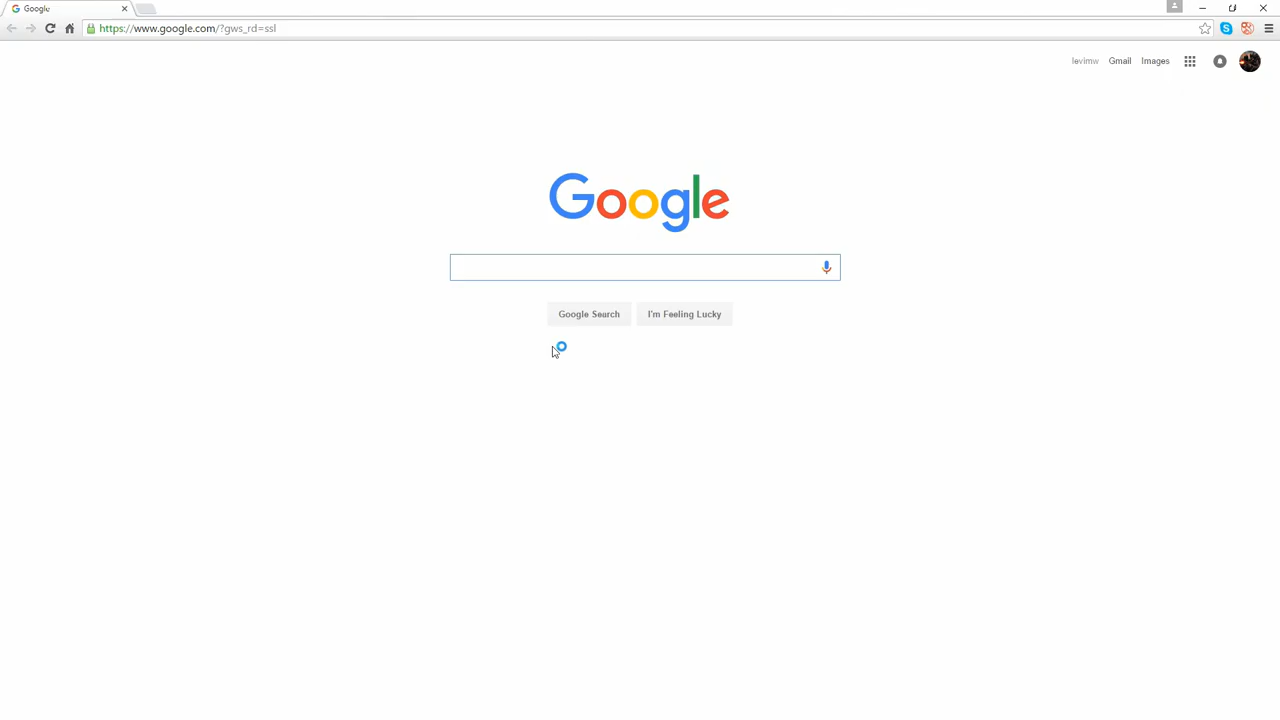 Google
https://www.google.com/?gws_rd=ssl
levimw Gmail Images
Google
Google Search I'm Feeling Lucky